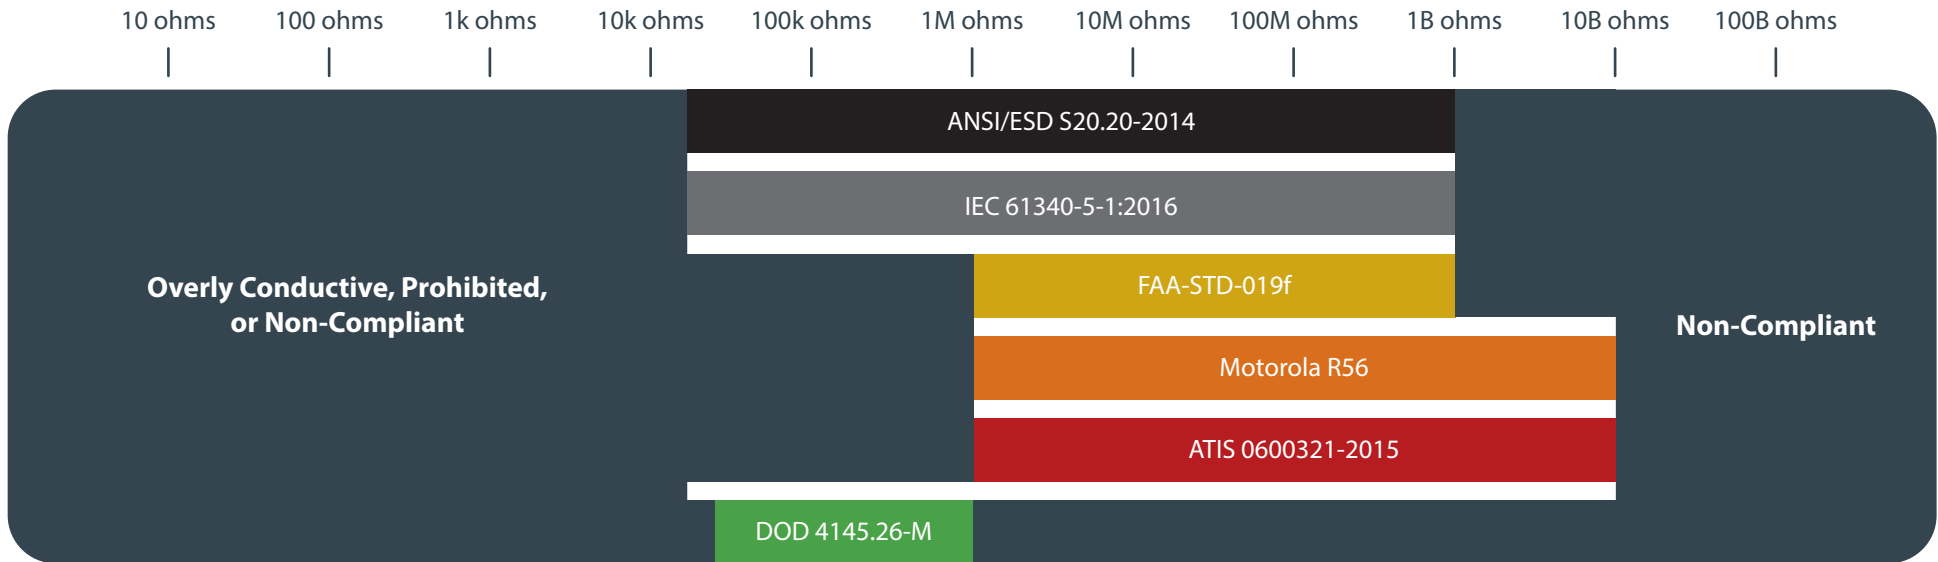 10 ohms 100 ohms 1k ohms 10k ohms 100k ohms 1M ohms 10M ohms 100M ohms 1B ohms 10B ohms 100B ohms
ANSI/ESD S20.20-2014
IEC 61340-5-1:2016
FAA-STD-019f
Overly Conductive, Prohibited,
or Non-Compliant
Non-Compliant
Motorola R56
ATIS 0600321-2015
DOD 4145.26-M